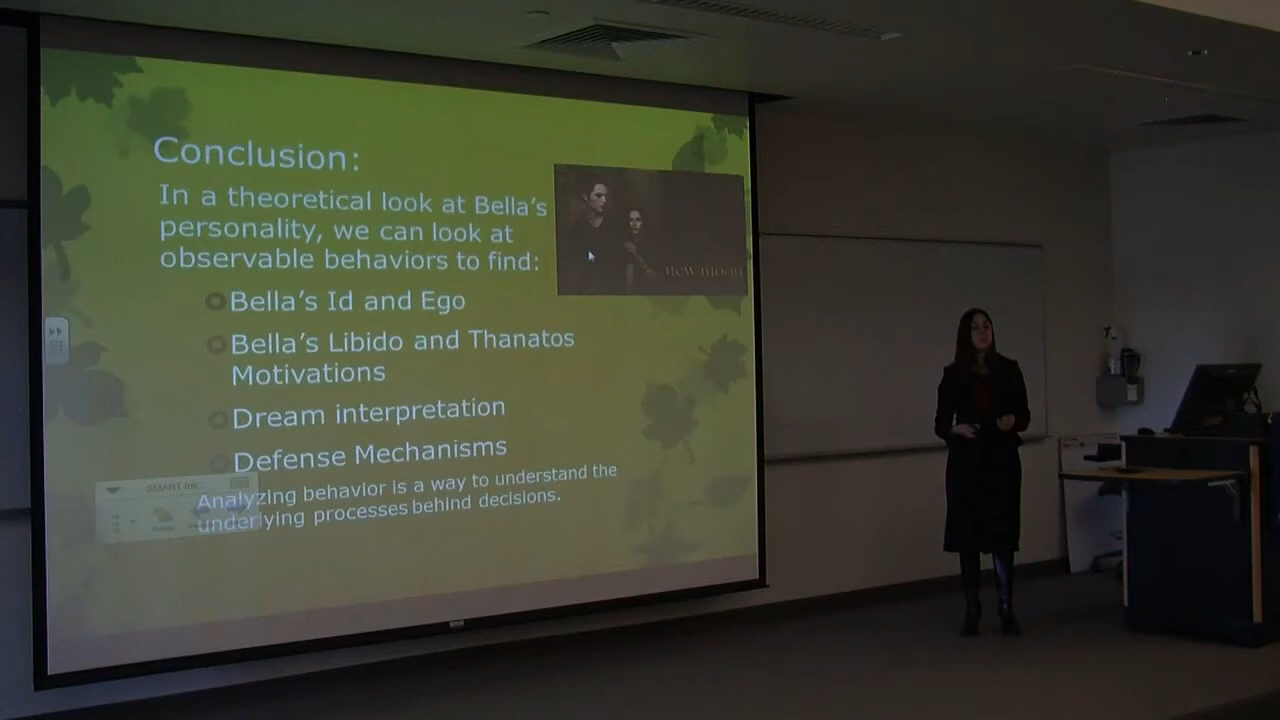 Conclusion:
In a theoretical look at Bella's
personality, we can look at
observable behaviors to find:
new moon
Bella's Id and Ego
Bella's Libido and Thanatos
Motivations
Dream interpretation
Defense Mechanisms
SMART
Analyzing behavior is a way to understand the
underlying processes behind decisions.